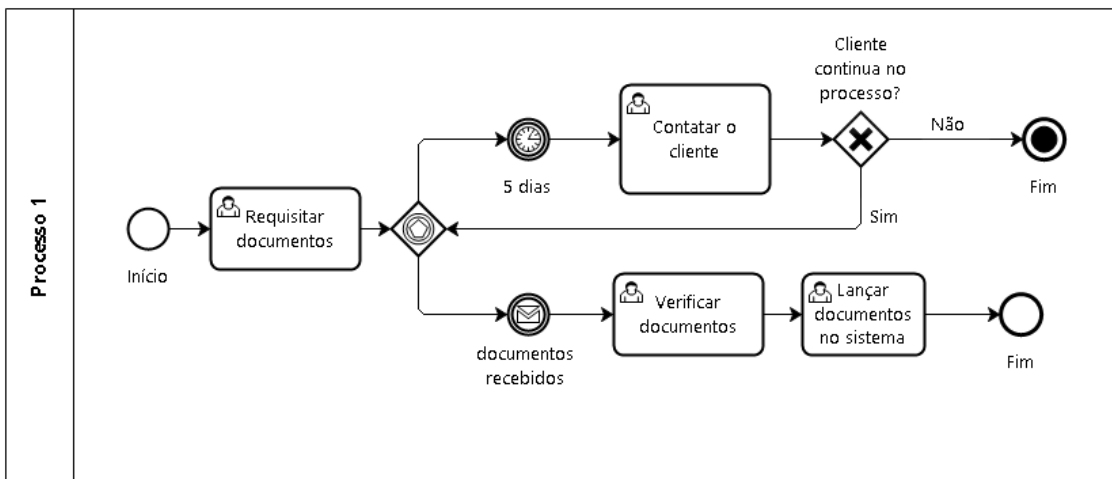 Processo 1
Início
Requisitar
documentos
5 dias
Contatar o
cliente
Cliente
continua no
processo?
Não
Fim
Sim
documentos
recebidos
Verificar
documentos
Lançar
documentos
no sistema
Fim